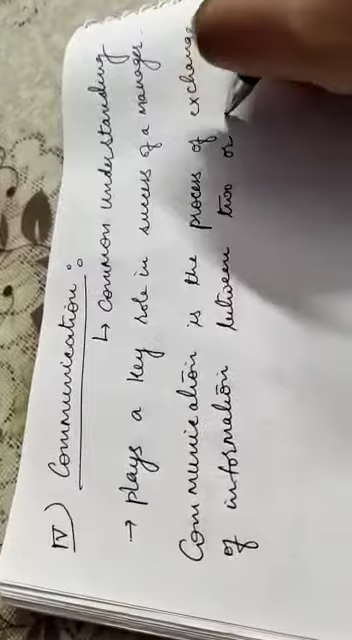 IV) Communication :
↳ Common understanding
→ Plays a key role in success of a manager.
Communication is the process of exchange
of information between two or